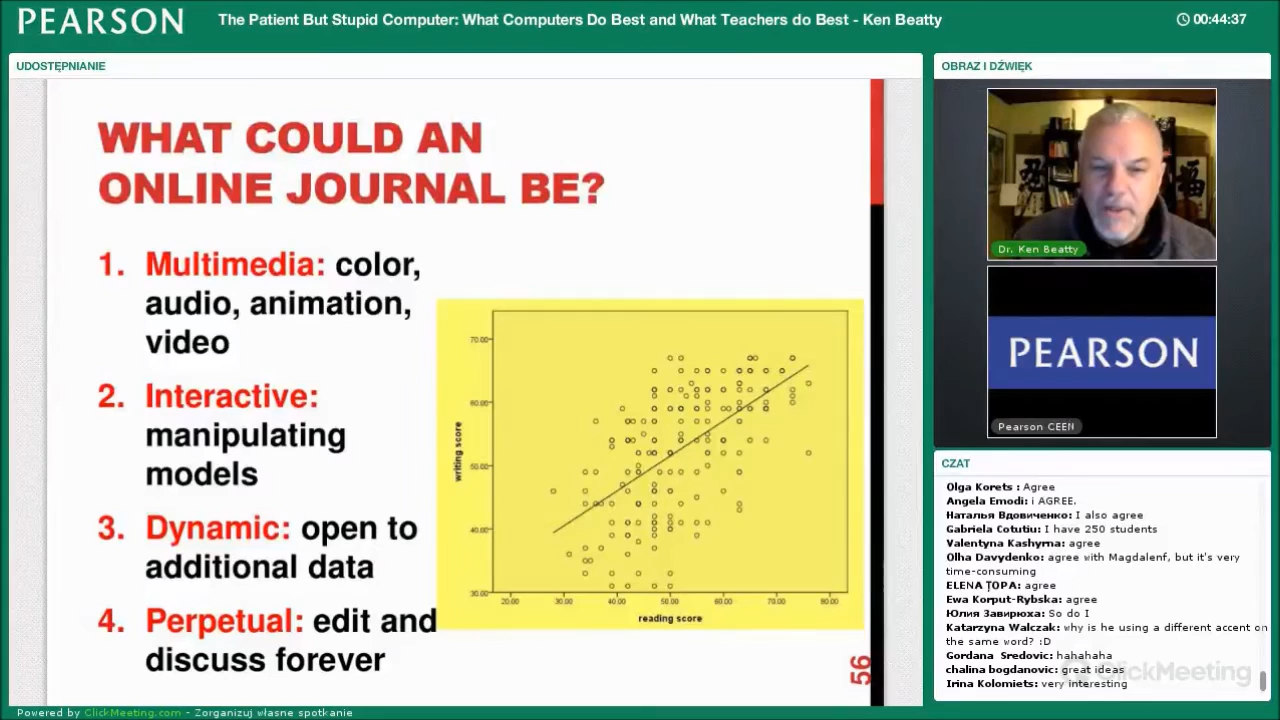 PEARSON
The Patient But Stupid Computer: What Computers Do Best and What Teachers do Best - Ken Beatty
00:44:37
UDOSTĘPNIANIE
WHAT COULD AN
ONLINE JOURNAL BE?
1. Multimedia: color,
audio, animation,
video
2. Interactive:
manipulating
models
3. Dynamic: open to
additional data
4. Perpetual: edit and
discuss forever
70.00
60.00
50.00
40.00
30.00
writing score
20.00 30.00 40.00 50.00 60.00 70.00 80.00
reading score
56
OBRAZ I DŹWIĘK
福
Dr. Ken Beatty
PEARSON
Pearson CEEN
CZAT
Olga Korets : Agree
Angela Emodi: i AGREE.
Наталья Вдовиченко: I also agree
Gabriela Cotutiu: I have 250 students
Valentyna Kashyrna: agree
Olha Davydenko: agree with Magdalenf, but it's very
time-consuming
ELENA ȚOPA: agree
Ewa Korput-Rybska: agree
Юлия Завирюха: So do I
Katarzyna Walczak: why is he using a different accent on
the same word? :D
Gordana Sredovic: hahahaha
chalina bogdanovic: great ideas
Irina Kolomiets: very interesting
ClickMeeting
Powered by ClickMeeting.com - Zorganizuj własne spotkanie